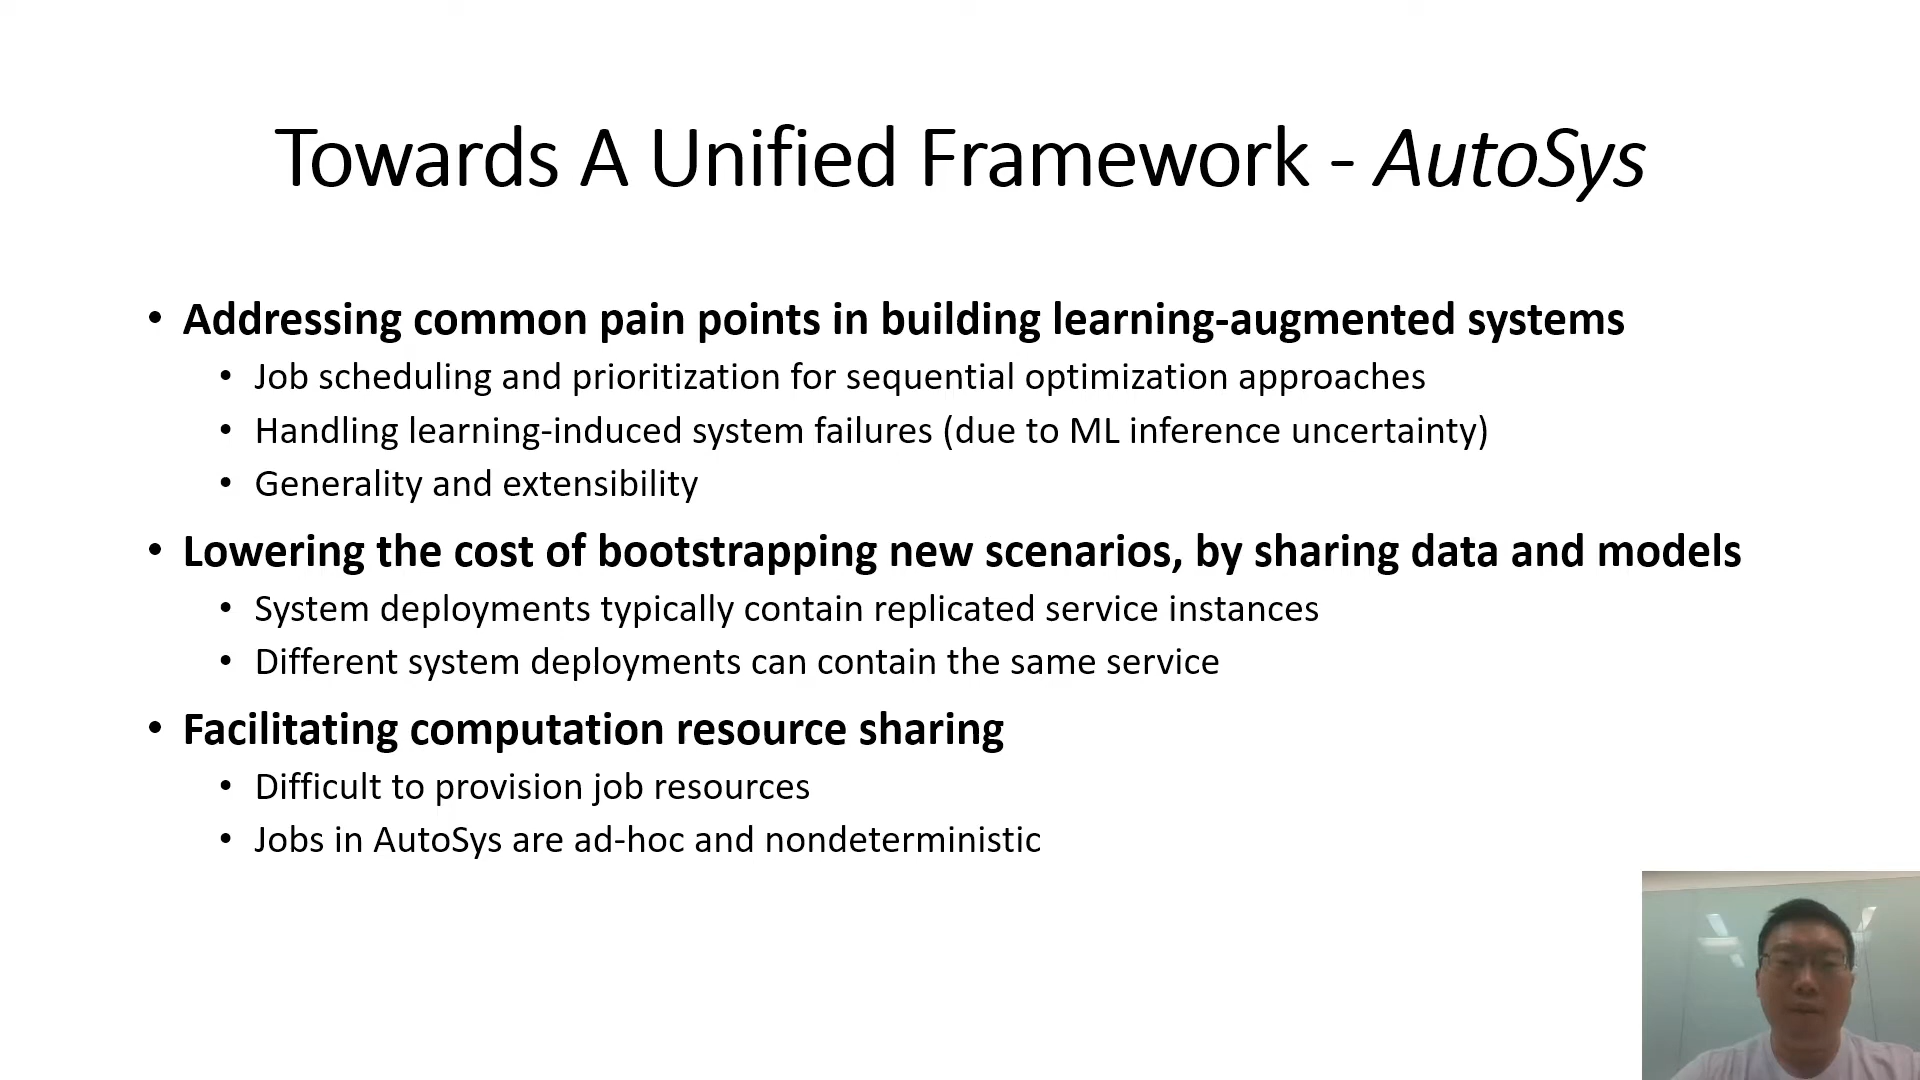 Towards A Unified Framework - AutoSys
• Addressing common pain points in building learning-augmented systems
• Job scheduling and prioritization for sequential optimization approaches
• Handling learning-induced system failures (due to ML inference uncertainty)
• Generality and extensibility
• Lowering the cost of bootstrapping new scenarios, by sharing data and models
• System deployments typically contain replicated service instances
• Different system deployments can contain the same service
• Facilitating computation resource sharing
• Difficult to provision job resources
• Jobs in AutoSys are ad-hoc and nondeterministic